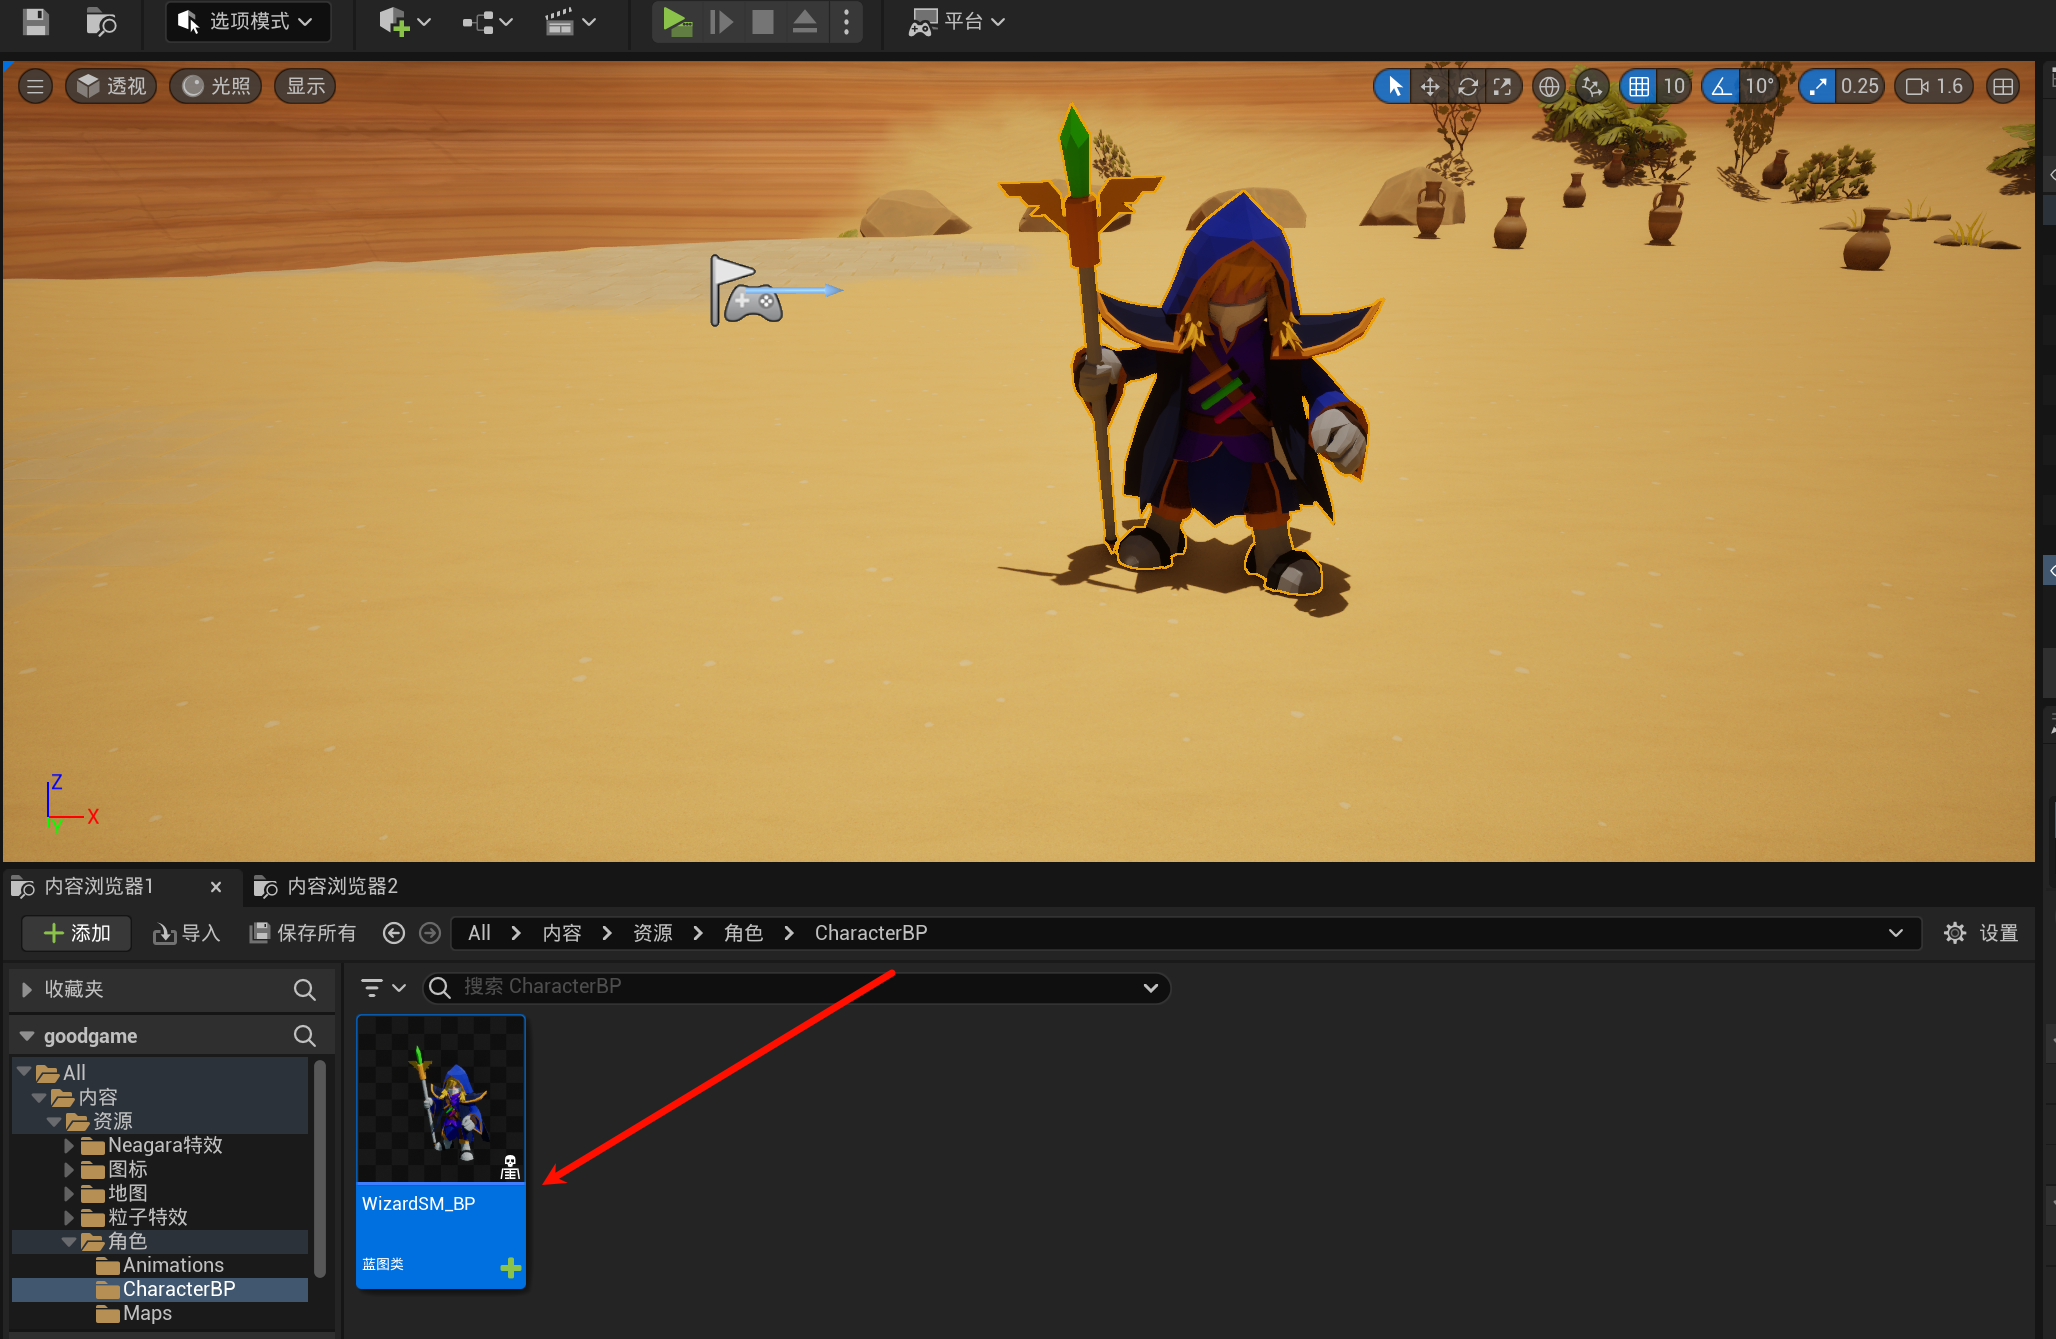 选项模式
平台
透视
光照
显示
10
10°
0.25
1.6
Z
X
Y
内容浏览器1
内容浏览器2
添加
导入
保存所有
All
内容
资源
角色
CharacterBP
设置
收藏夹
搜索 CharacterBP
goodgame
All
内容
资源
Neagara特效
图标
地图
粒子特效
角色
Animations
CharacterBP
Maps
WizardSM_BP
蓝图类